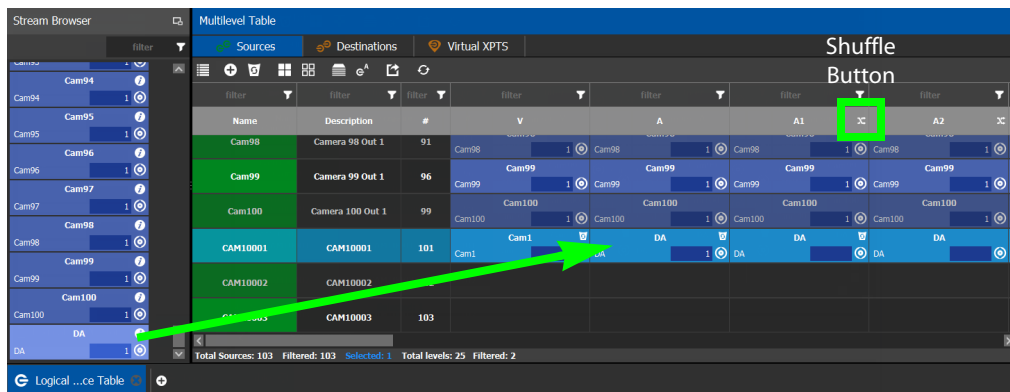 Stream Browser
Multilevel Table
filter
Sources
Destinations
Virtual XPTS
Shuffle
Button
filter filter filter filter filter filter filter
Name Description # V A A1 A2
Cam94
Cam94 1
Cam95
Cam95 1
Cam96
Cam96 1
Cam97
Cam97 1
Cam98
Cam98 1
Cam99
Cam99 1
Cam100
Cam100 1
DA
DA 1
Cam98 Camera 98 Out 1 91
Cam98 1 Cam98 1 Cam98 1 Cam98 1
Cam99 Camera 99 Out 1 96 Cam99 Cam99 Cam99 Cam99
Cam99 1 Cam99 1 Cam99 1 Cam99 1
Cam100 Camera 100 Out 1 99 Cam100 Cam100 Cam100 Cam100
Cam100 1 Cam100 1 Cam100 1 Cam100 1
CAM10001 CAM10001 101 Cam1 DA DA DA
Cam1 DA 1 DA DA
CAM10002 CAM10002
CAM10003 103
Total Sources: 103 Filtered: 103 Selected: 1 Total levels: 25 Filtered: 2
Logical ...ce Table